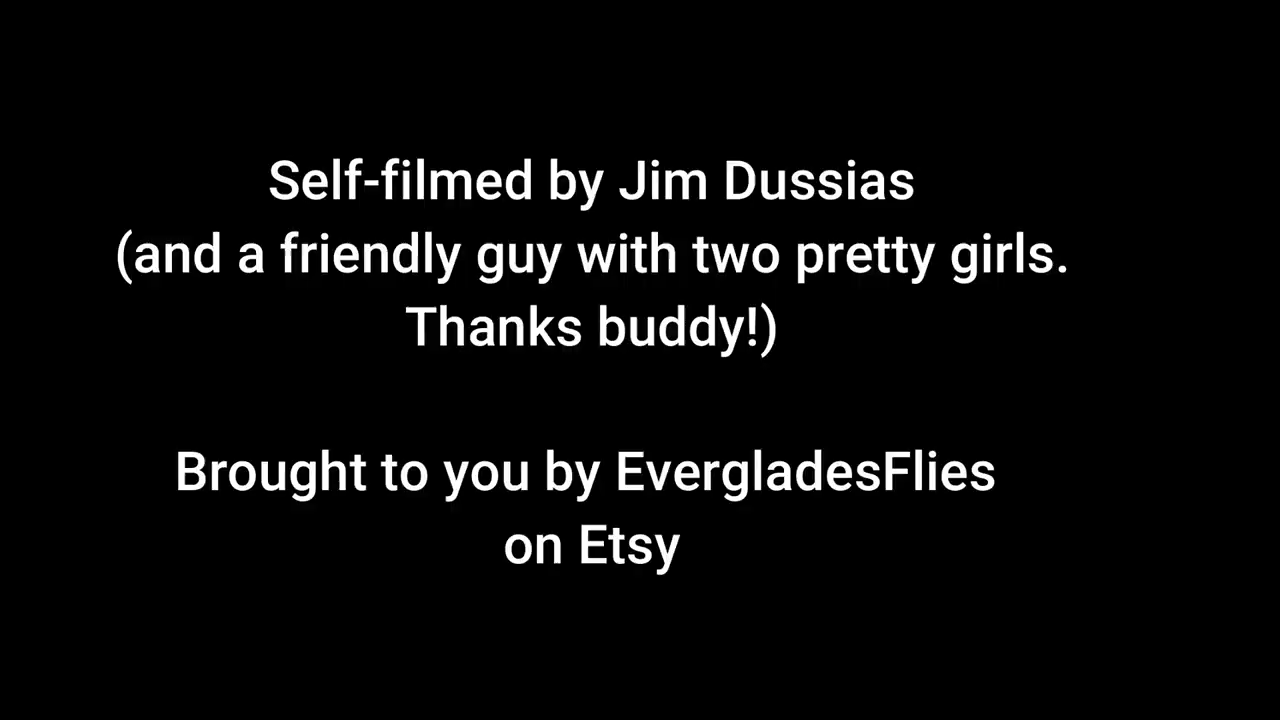 Self-filmed by Jim Dussias
(and a friendly guy with two pretty girls.
Thanks buddy!)
Brought to you by EvergladesFlies
on Etsy